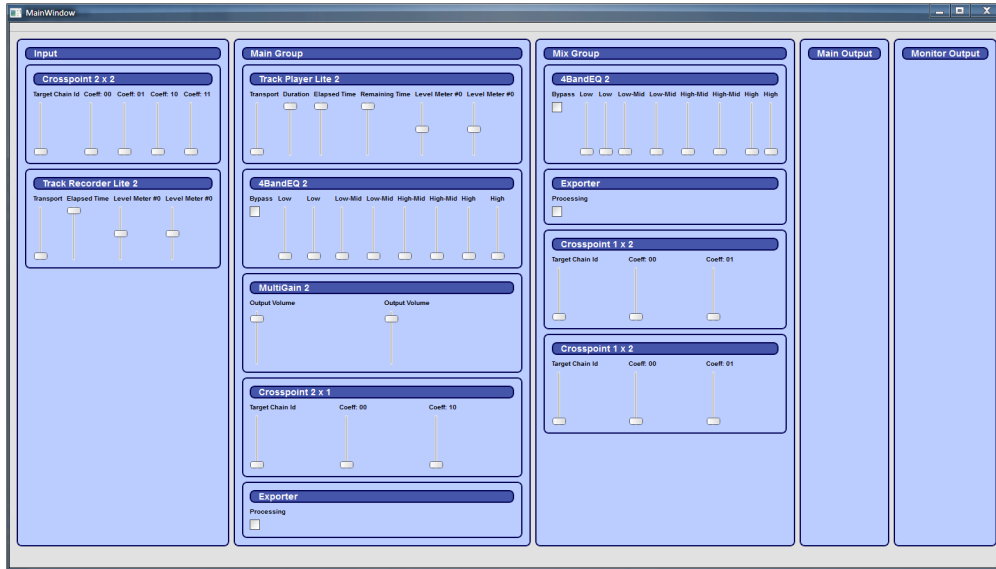 MainWindow
Input
Crosspoint 2 x 2
Target Chain Id Coeff: 00 Coeff: 01 Coeff: 10 Coeff: 11
Track Recorder Lite 2
Transport Elapsed Time Level Meter #0 Level Meter #0
Main Group
Track Player Lite 2
Transport Duration Elapsed Time Remaining Time Level Meter #0 Level Meter #0
4BandEQ 2
Bypass Low Low Low-Mid Low-Mid High-Mid High-Mid High High
MultiGain 2
Output Volume Output Volume
Crosspoint 2 x 1
Target Chain Id Coeff: 00 Coeff: 10
Exporter
Processing
Mix Group
4BandEQ 2
Bypass Low Low Low-Mid Low-Mid High-Mid High-Mid High High
Exporter
Processing
Crosspoint 1 x 2
Target Chain Id Coeff: 00 Coeff: 01
Crosspoint 1 x 2
Target Chain Id Coeff: 00 Coeff: 01
Main Output
Monitor Output